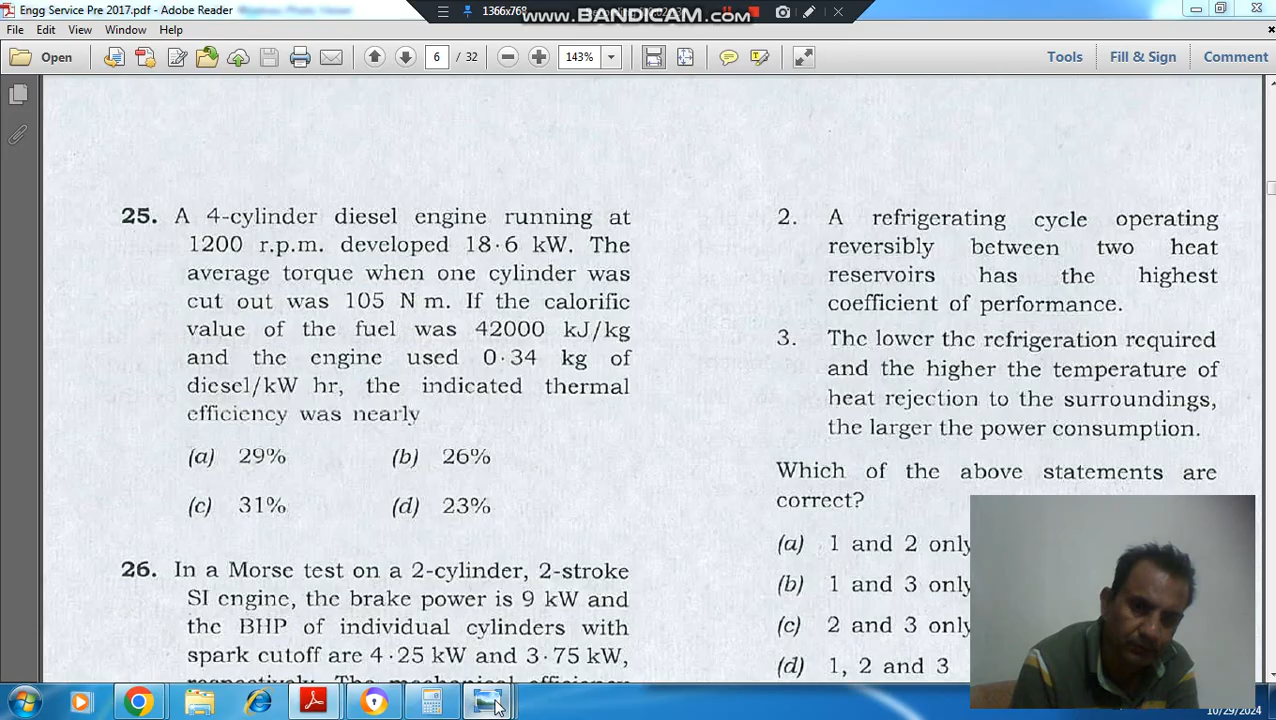 Engg Service Pre 2017.pdf - Adobe Reader
1366x768
www.BANDICAM.com
File Edit View Window Help
Open 6 / 32 143% Tools Fill & Sign Comment
25. A 4-cylinder diesel engine running at
1200 r.p.m. developed 18·6 kW. The
average torque when one cylinder was
cut out was 105 N m. If the calorific
value of the fuel was 42000 kJ/kg
and the engine used 0·34 kg of
diesel/kW hr, the indicated thermal
efficiency was nearly
(a) 29% (b) 26%
(c) 31% (d) 23%
26. In a Morse test on a 2-cylinder, 2-stroke
SI engine, the brake power is 9 kW and
the BHP of individual cylinders with
spark cutoff are 4·25 kW and 3·75 kW,
respectively. The mechanical efficiency
2. A refrigerating cycle operating
reversibly between two heat
reservoirs has the highest
coefficient of performance.
3. The lower the refrigeration required
and the higher the temperature of
heat rejection to the surroundings,
the larger the power consumption.
Which of the above statements are
correct?
(a) 1 and 2 only
(b) 1 and 3 only
(c) 2 and 3 only
(d) 1, 2 and 3
10/29/2024